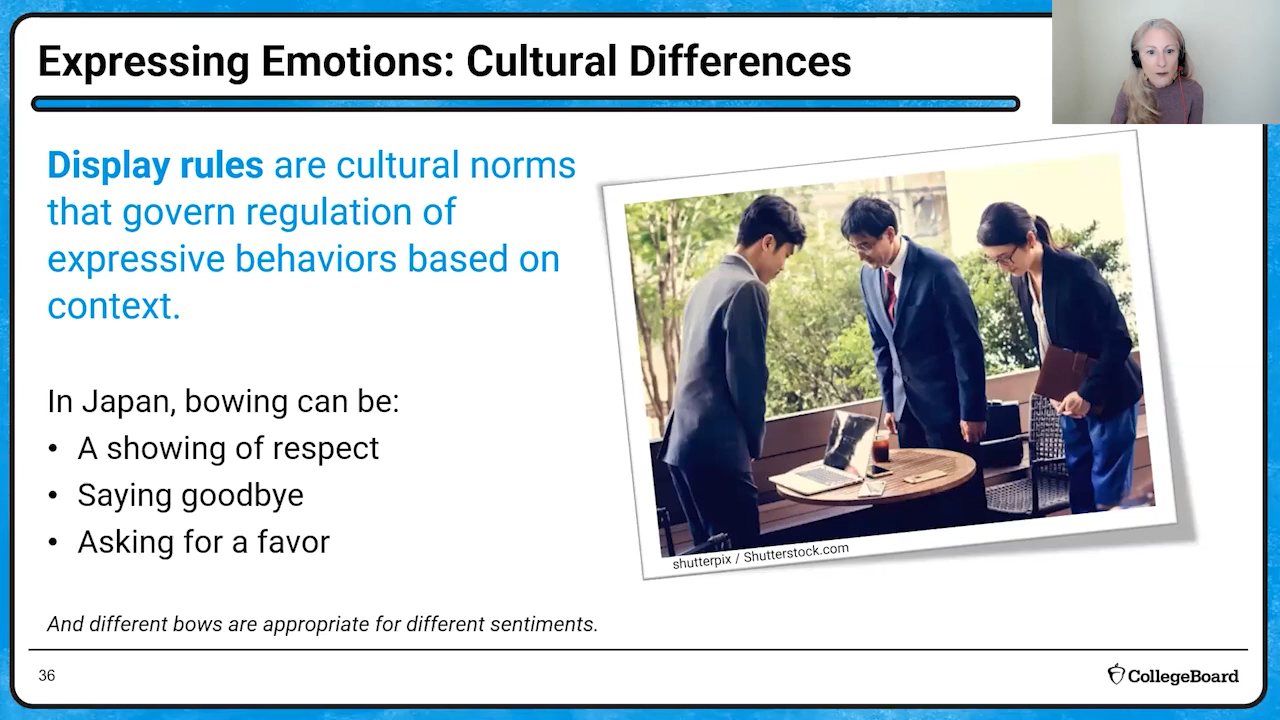 Expressing Emotions: Cultural Differences
Display rules are cultural norms
that govern regulation of
expressive behaviors based on
context.
In Japan, bowing can be:
• A showing of respect
• Saying goodbye
• Asking for a favor
And different bows are appropriate for different sentiments.
shutterpix / Shutterstock.com
36
CollegeBoard